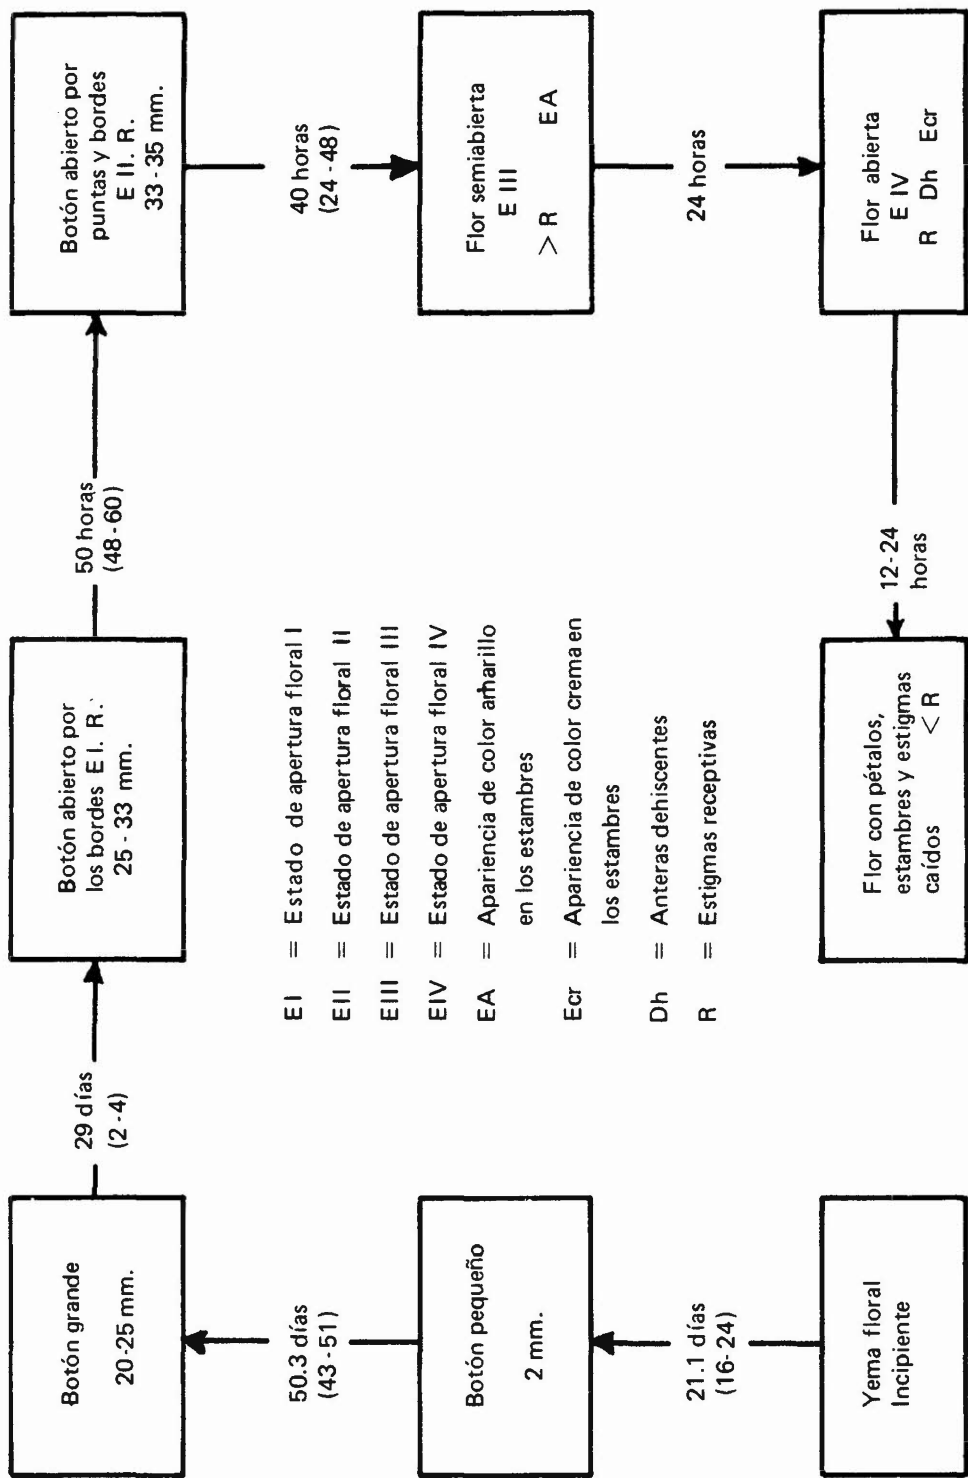 Yema floral
Incipiente
21.1 días
(16-24)
Botón pequeño
2 mm.
50.3 días
(43-51)
Botón grande
20-25 mm.
29 días
(2-4)
Botón abierto por
los bordes E I. R.
25 - 33 mm.
50 horas
(48-60)
Botón abierto por
puntas y bordes
E II. R.
33-35 mm.
40 horas
(24-48)
Flor semiabierta
E III
> R EA
24 horas
Flor abierta
E IV
R Dh Ecr
12-24
horas
Flor con pétalos,
estambres y estigmas
caídos < R
EI = Estado de apertura floral I
EII = Estado de apertura floral II
EIII = Estado de apertura floral III
EIV = Estado de apertura floral IV
EA = Apariencia de color amarillo
en los estambres
Ecr = Apariencia de color crema en
los estambres
Dh = Anteras dehiscentes
R = Estigmas receptivas